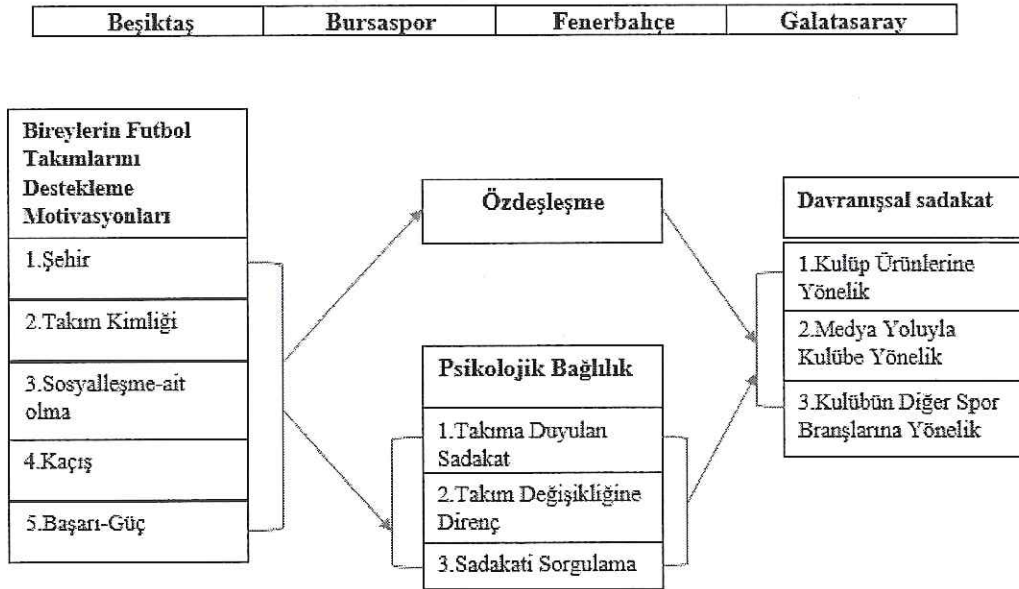 Beşiktaş Bursaspor Fenerbahçe Galatasaray
Bireylerin Futbol
Takımlarını
Destekleme
Motivasyonları
1.Şehir
2.Takım Kimliği
3.Sosyalleşme-ait
olma
4.Kaçış
5.Başarı-Güç
Özdeşleşme
Psikolojik Bağlılık
1.Takıma Duyulan
Sadakat
2.Takım Değişikliğine
Direnç
3.Sadakati Sorgulama
Davranışsal sadakat
1.Kulüp Ürünlerine
Yönelik
2.Medya Yoluyla
Kulübe Yönelik
3.Kulübün Diğer Spor
Branşlarına Yönelik